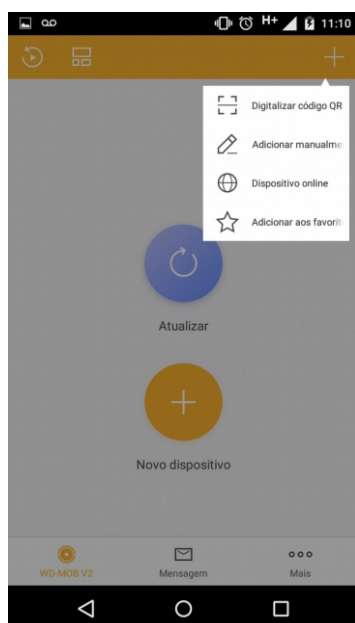 H+ 11:10
Digitalizar código QR
Adicionar manualme
Dispositivo online
Adicionar aos favorit
Atualizar
Novo dispositivo
WD-MOB V2 Mensagem Mais